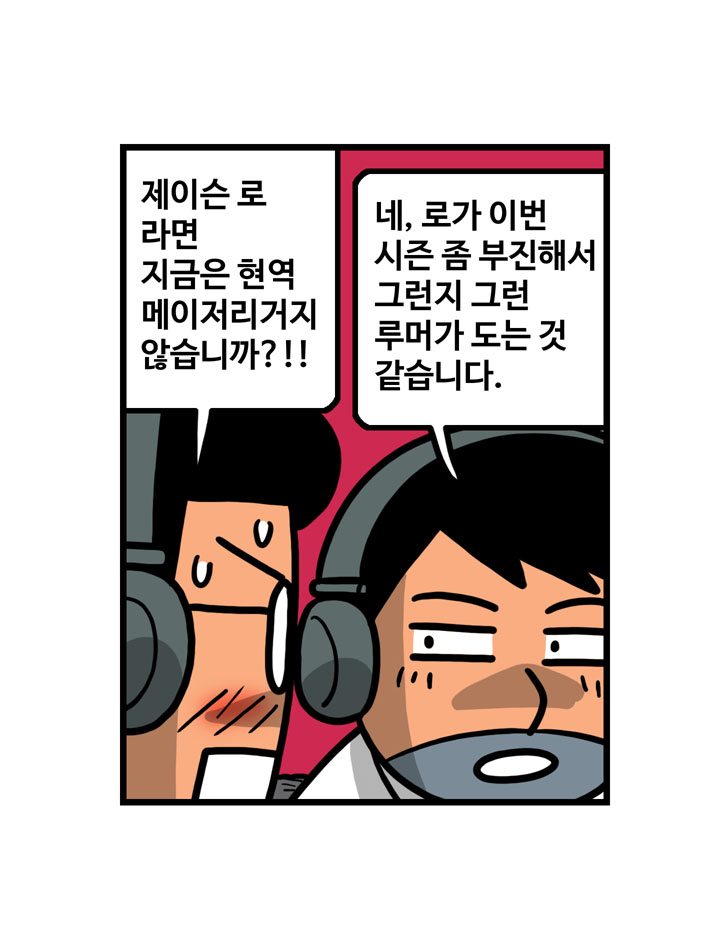 제이슨 로
라면
지금은 현역
메이저리거지
않습니까?!!
네, 로가 이번
시즌 좀 부진해서
그런지 그런
루머가 도는 것
같습니다.